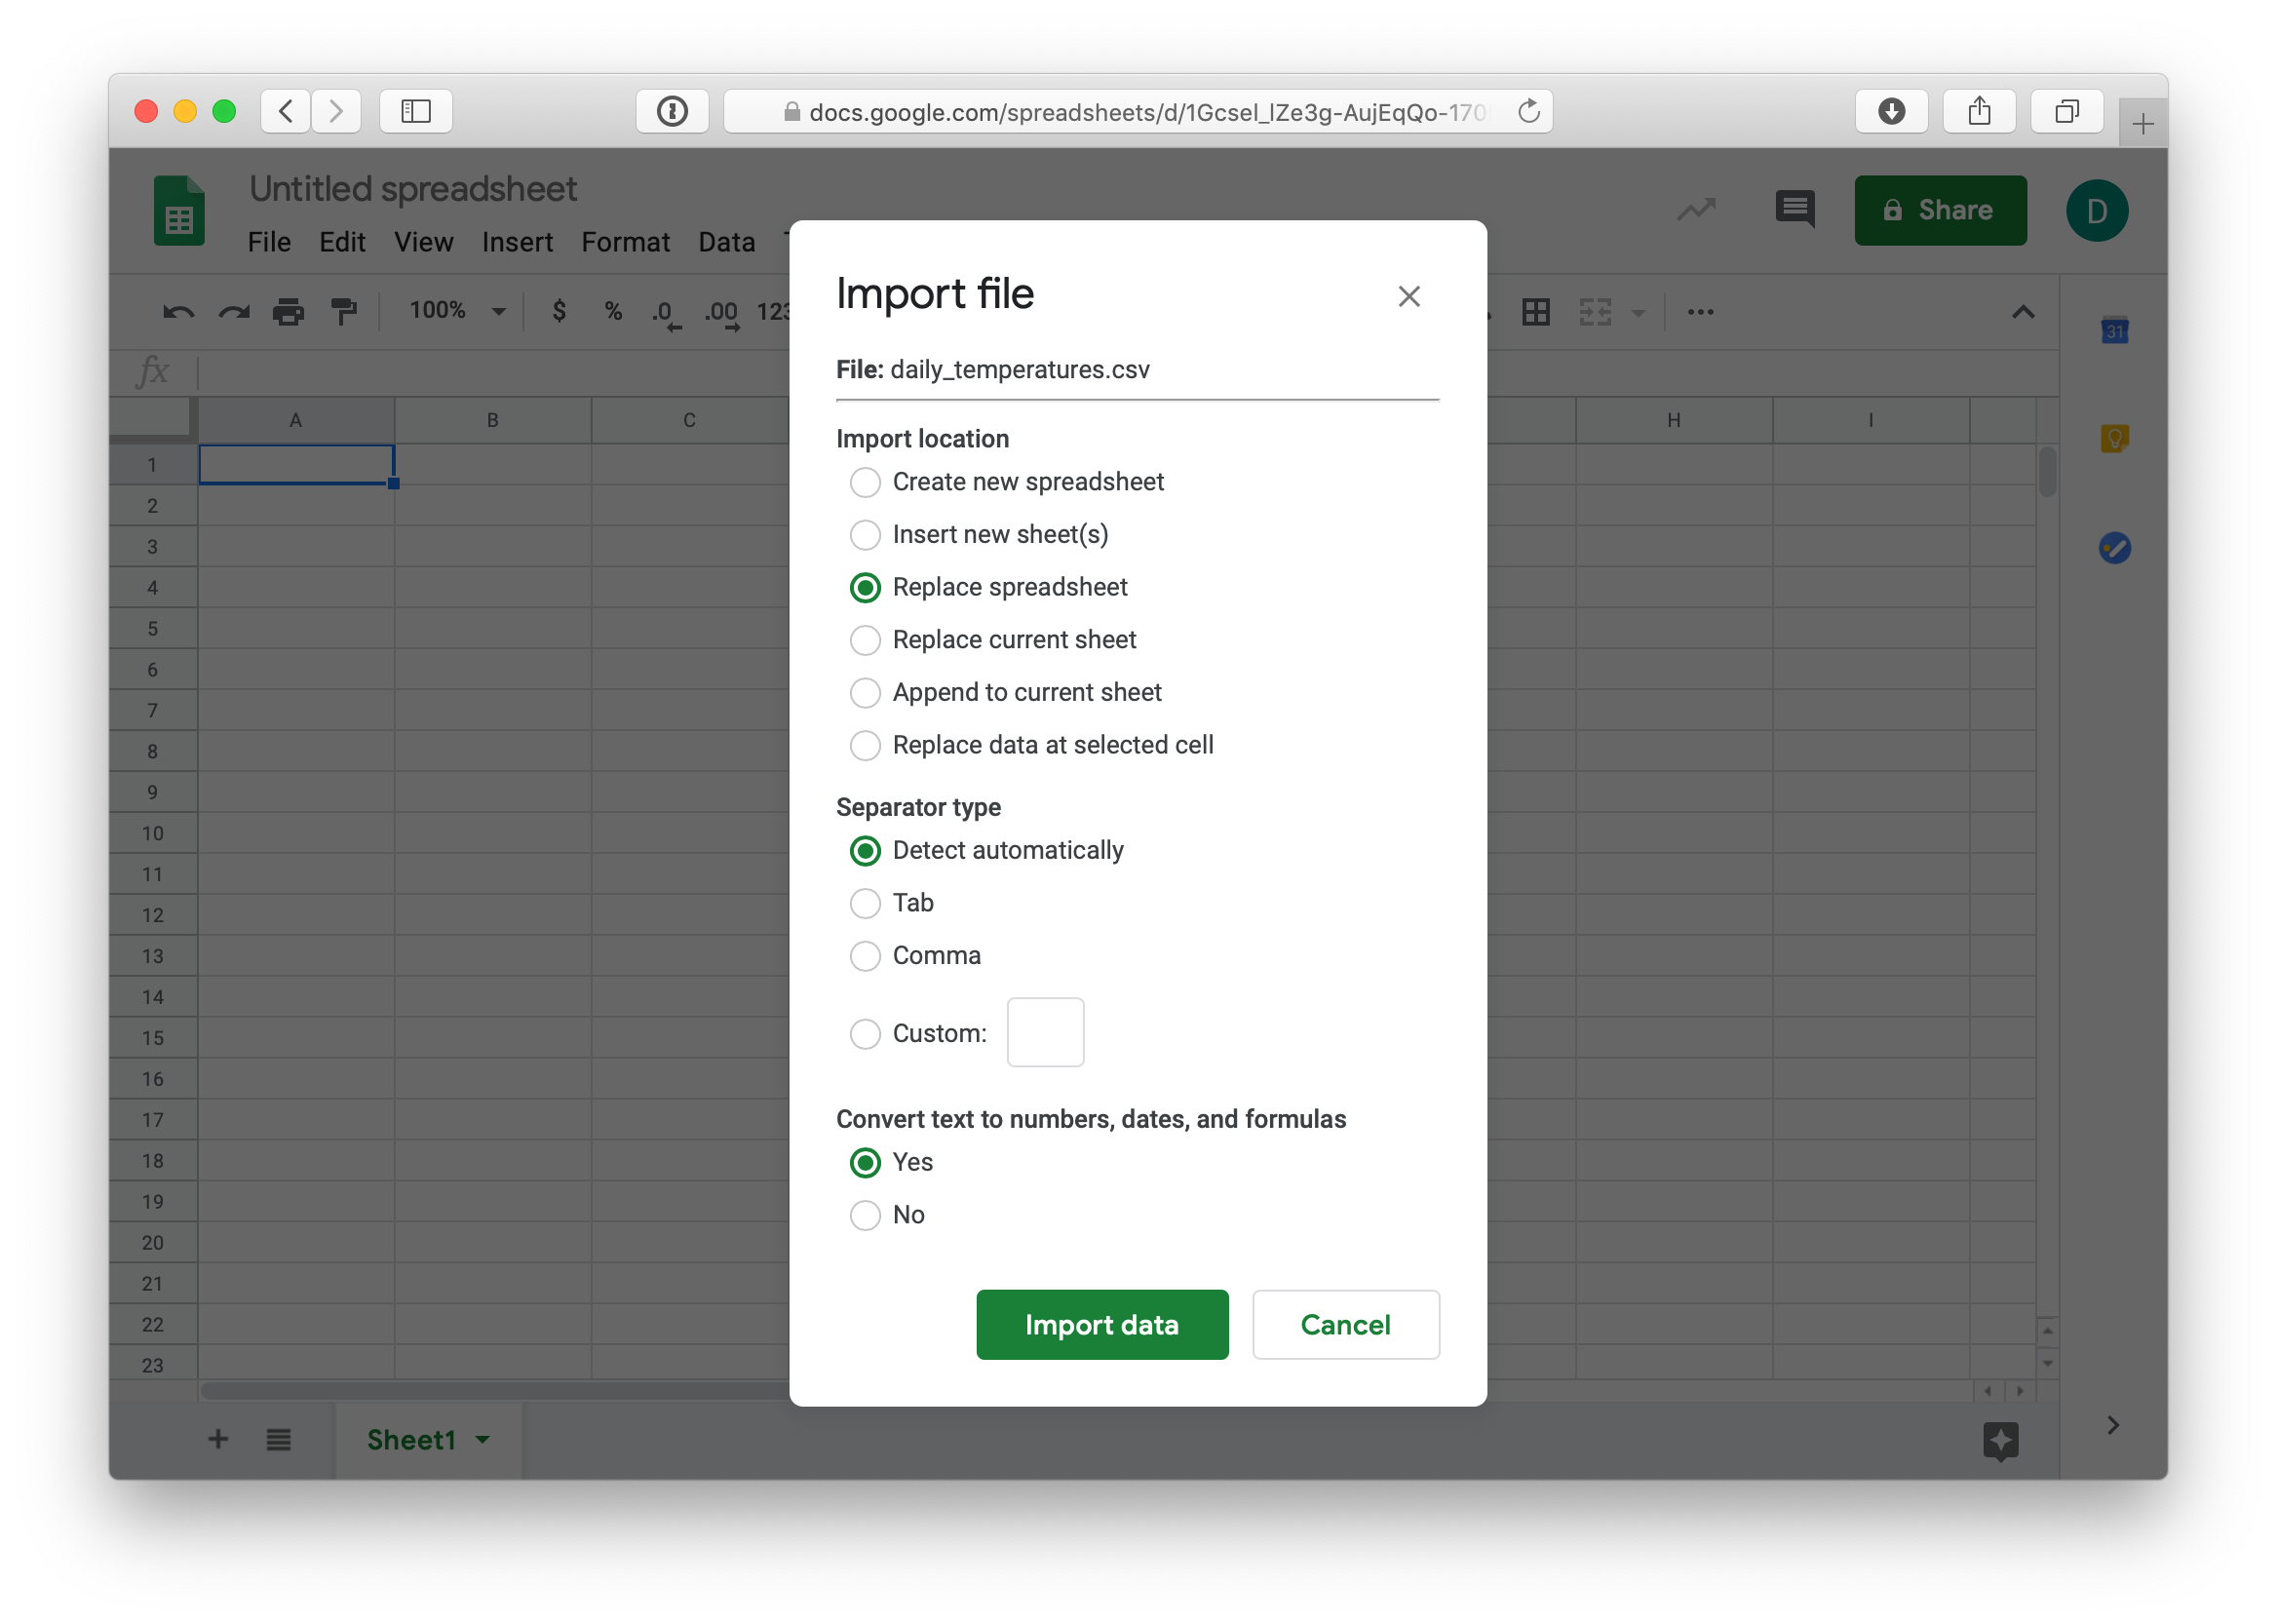 docs.google.com/spreadsheets/d/1Gcsel_lZe3g-AujEqQo-170
Untitled spreadsheet
File Edit View Insert Format Data
Share
D
100% $ % .0 .00 123
31
fx
A B C H I
1
2
3
4
5
6
7
8
9
10
11
12
13
14
15
16
17
18
19
20
21
22
23
Sheet1
Import file
File: daily_temperatures.csv
Import location
Create new spreadsheet
Insert new sheet(s)
Replace spreadsheet
Replace current sheet
Append to current sheet
Replace data at selected cell
Separator type
Detect automatically
Tab
Comma
Custom:
Convert text to numbers, dates, and formulas
Yes
No
Import data Cancel